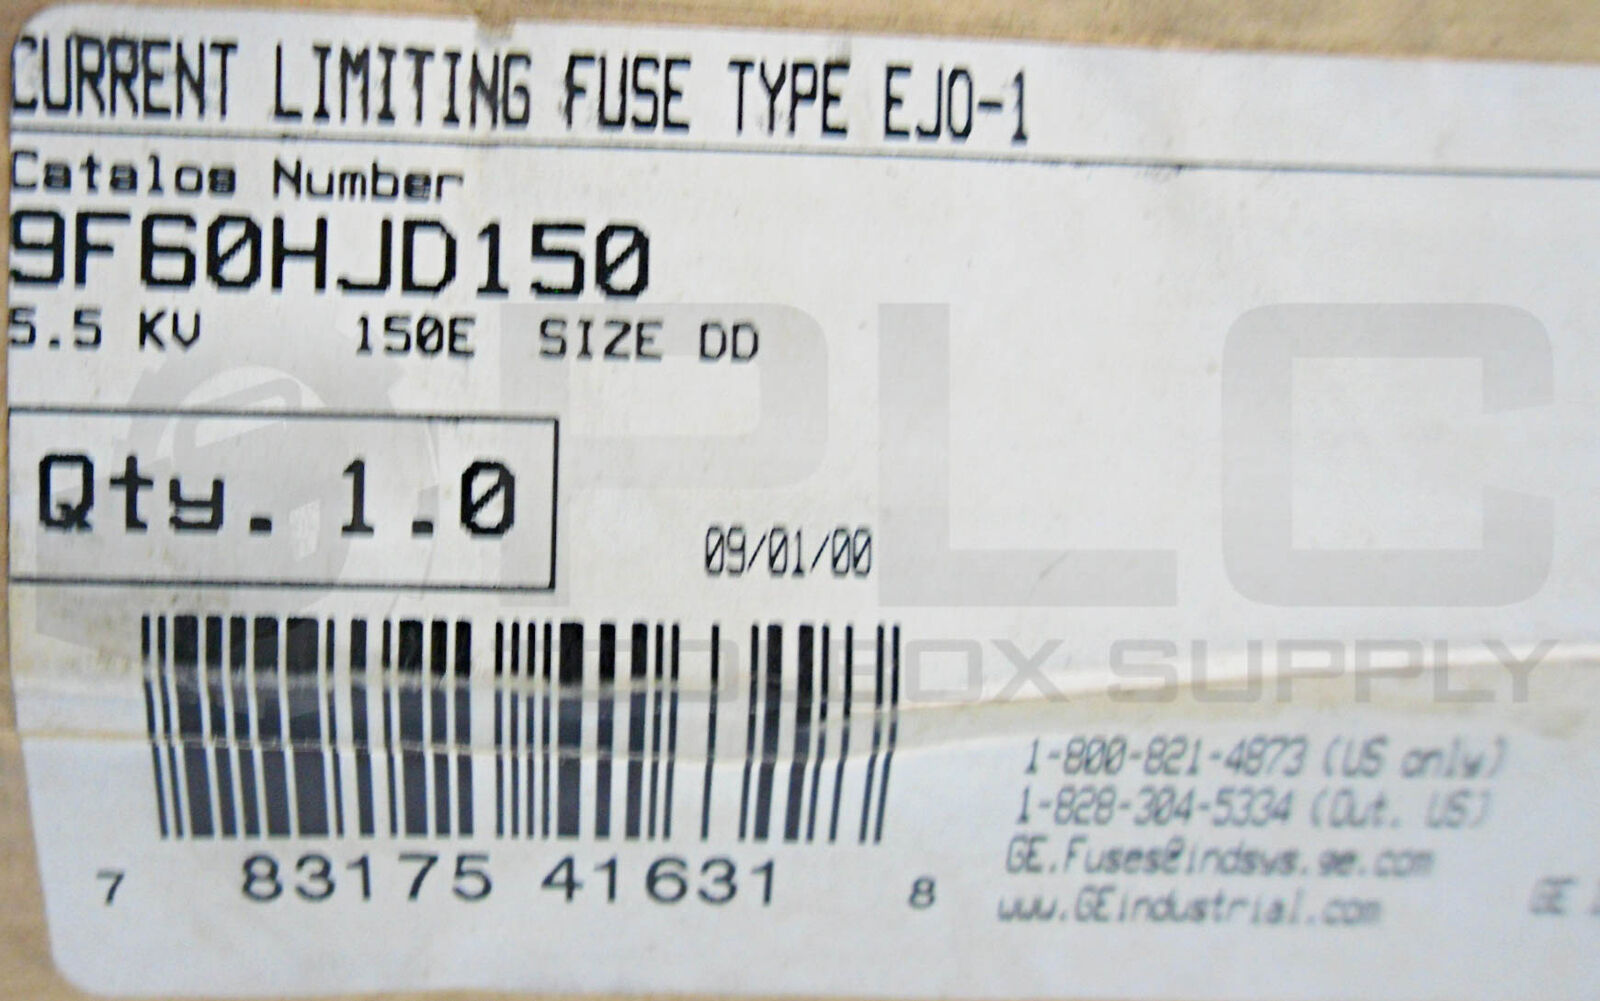 CURRENT LIMITING FUSE TYPE EJO-1
Catalog Number
9F60HJD150
5.5 KV 150E SIZE DD
Qty. 1.0
09/01/00
7 83175 41631 8
1-800-821-4873 (US only)
1-828-304-5334 (Out. US)
GE.Fuses@indsys.ge.com
www.GEindustrial.com
GE
PLC
TOOLBOX SUPPLY